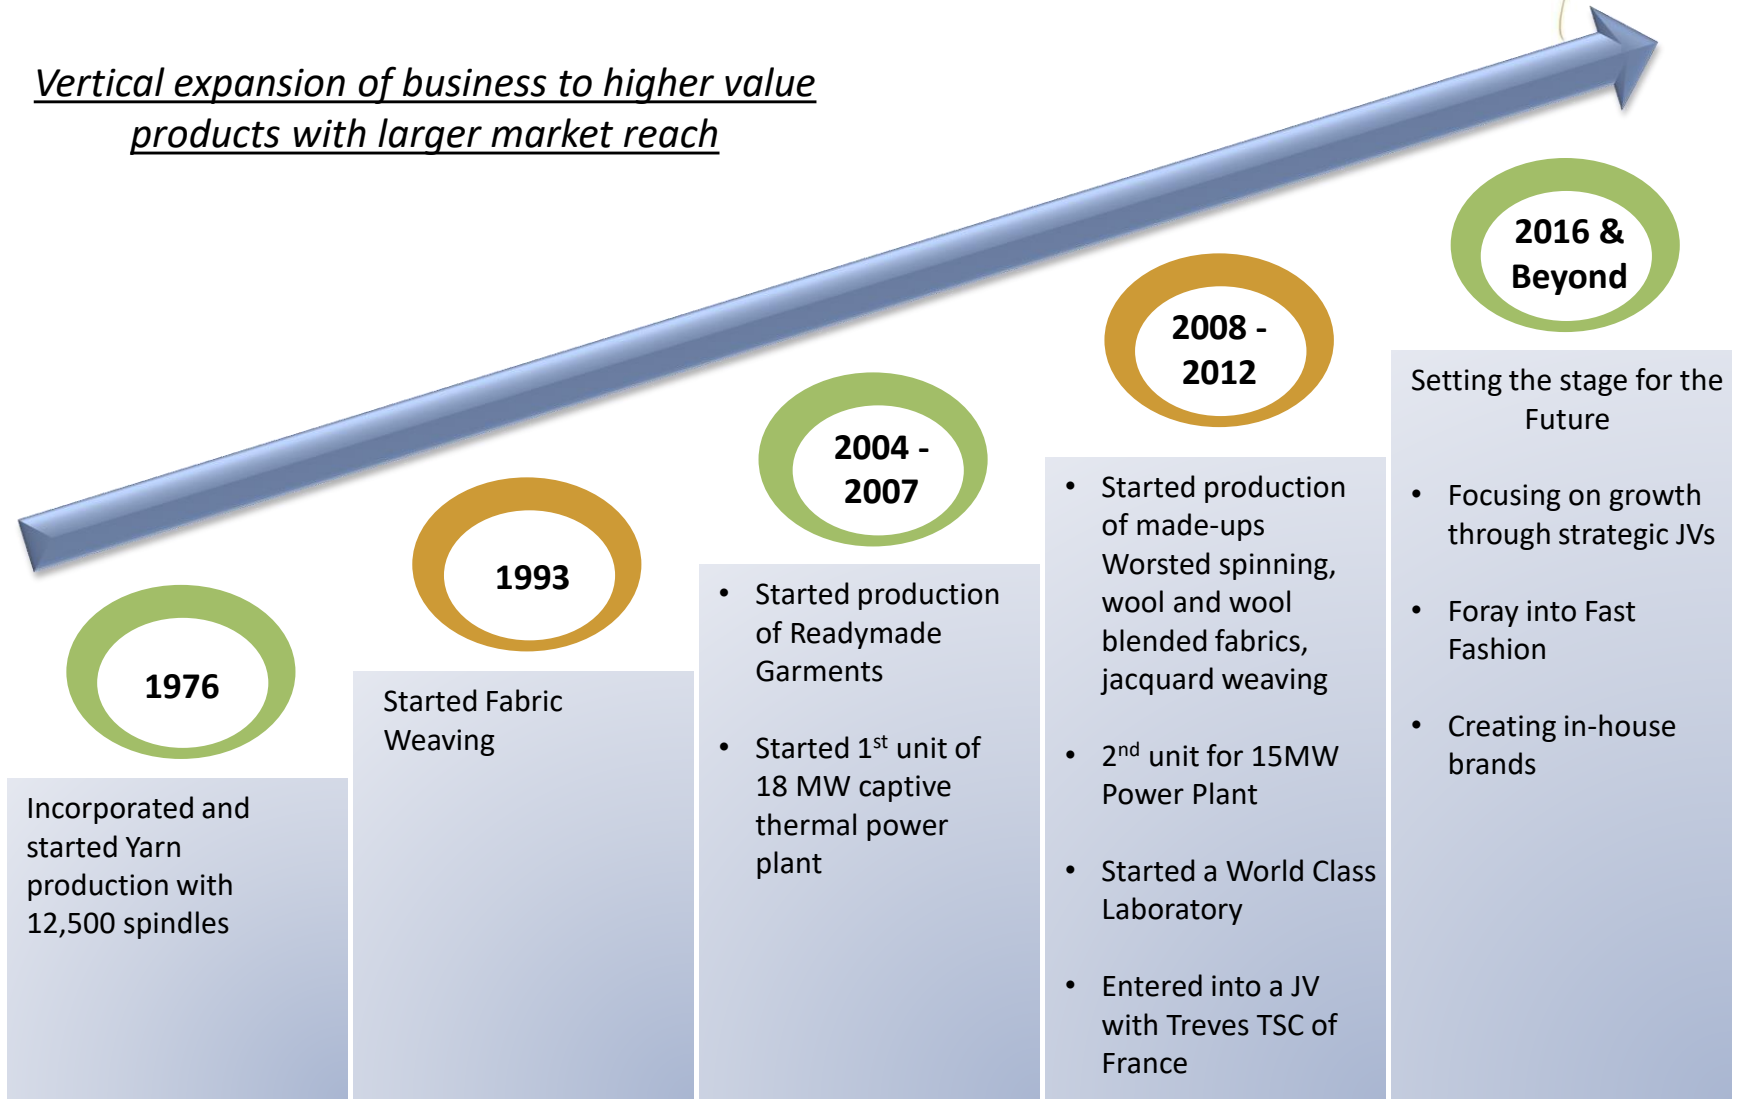 Vertical expansion of business to higher value
products with larger market reach
1976
Incorporated and
started Yarn
production with
12,500 spindles
1993
Started Fabric
Weaving
2004 -
2007
• Started production
of Readymade
Garments
• Started 1st unit of
18 MW captive
thermal power
plant
2008 -
2012
• Started production
of made-ups
Worsted spinning,
wool and wool
blended fabrics,
jacquard weaving
• 2nd unit for 15MW
Power Plant
• Started a World Class
Laboratory
• Entered into a JV
with Treves TSC of
France
2016 &
Beyond
Setting the stage for the
Future
• Focusing on growth
through strategic JVs
• Foray into Fast
Fashion
• Creating in-house
brands